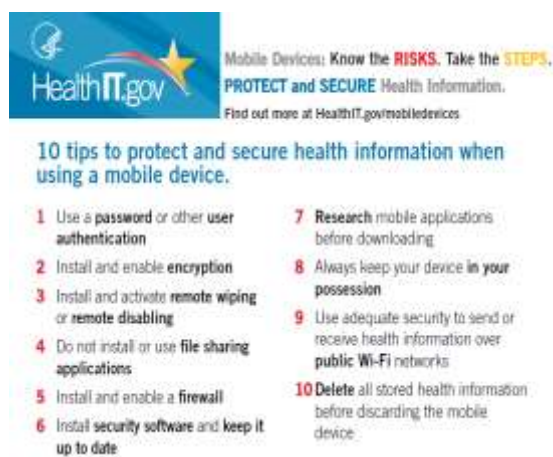 HealthIT.gov
Mobile Devices: Know the RISKS. Take the STEPS.
PROTECT and SECURE Health Information.
Find out more at HealthIT.gov/mobiledevices
10 tips to protect and secure health information when
using a mobile device.
1 Use a password or other user
authentication
2 Install and enable encryption
3 Install and activate remote wiping
or remote disabling
4 Do not install or use file sharing
applications
5 Install and enable a firewall
6 Install security software and keep it
up to date
7 Research mobile applications
before downloading
8 Always keep your device in your
possession
9 Use adequate security to send or
receive health information over
public Wi-Fi networks
10 Delete all stored health information
before discarding the mobile
device